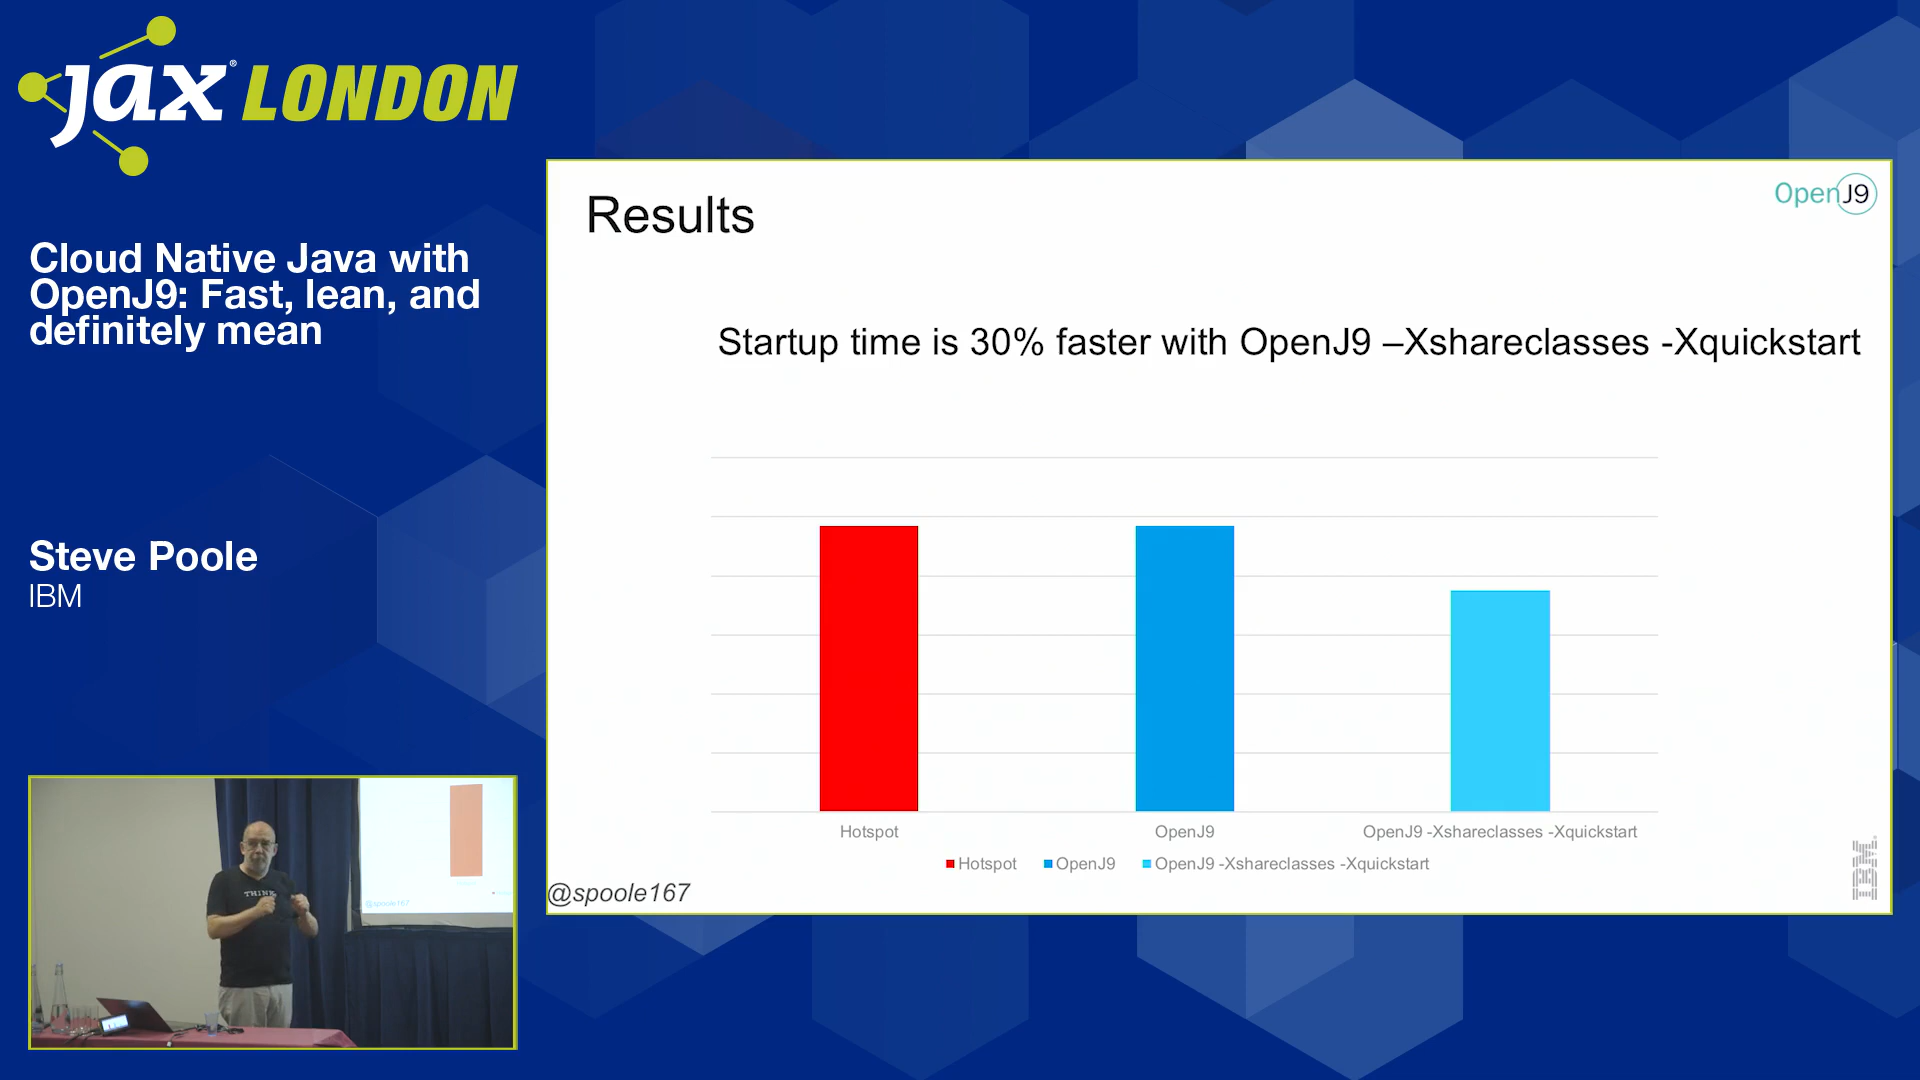 jax® LONDON
Cloud Native Java with
OpenJ9: Fast, lean, and
definitely mean
Steve Poole
IBM
Results
OpenJ9
Startup time is 30% faster with OpenJ9 –Xshareclasses -Xquickstart
Hotspot
OpenJ9
OpenJ9 -Xshareclasses -Xquickstart
Hotspot OpenJ9 OpenJ9 -Xshareclasses -Xquickstart
@spoole167
IBM
THINK
@spoole167